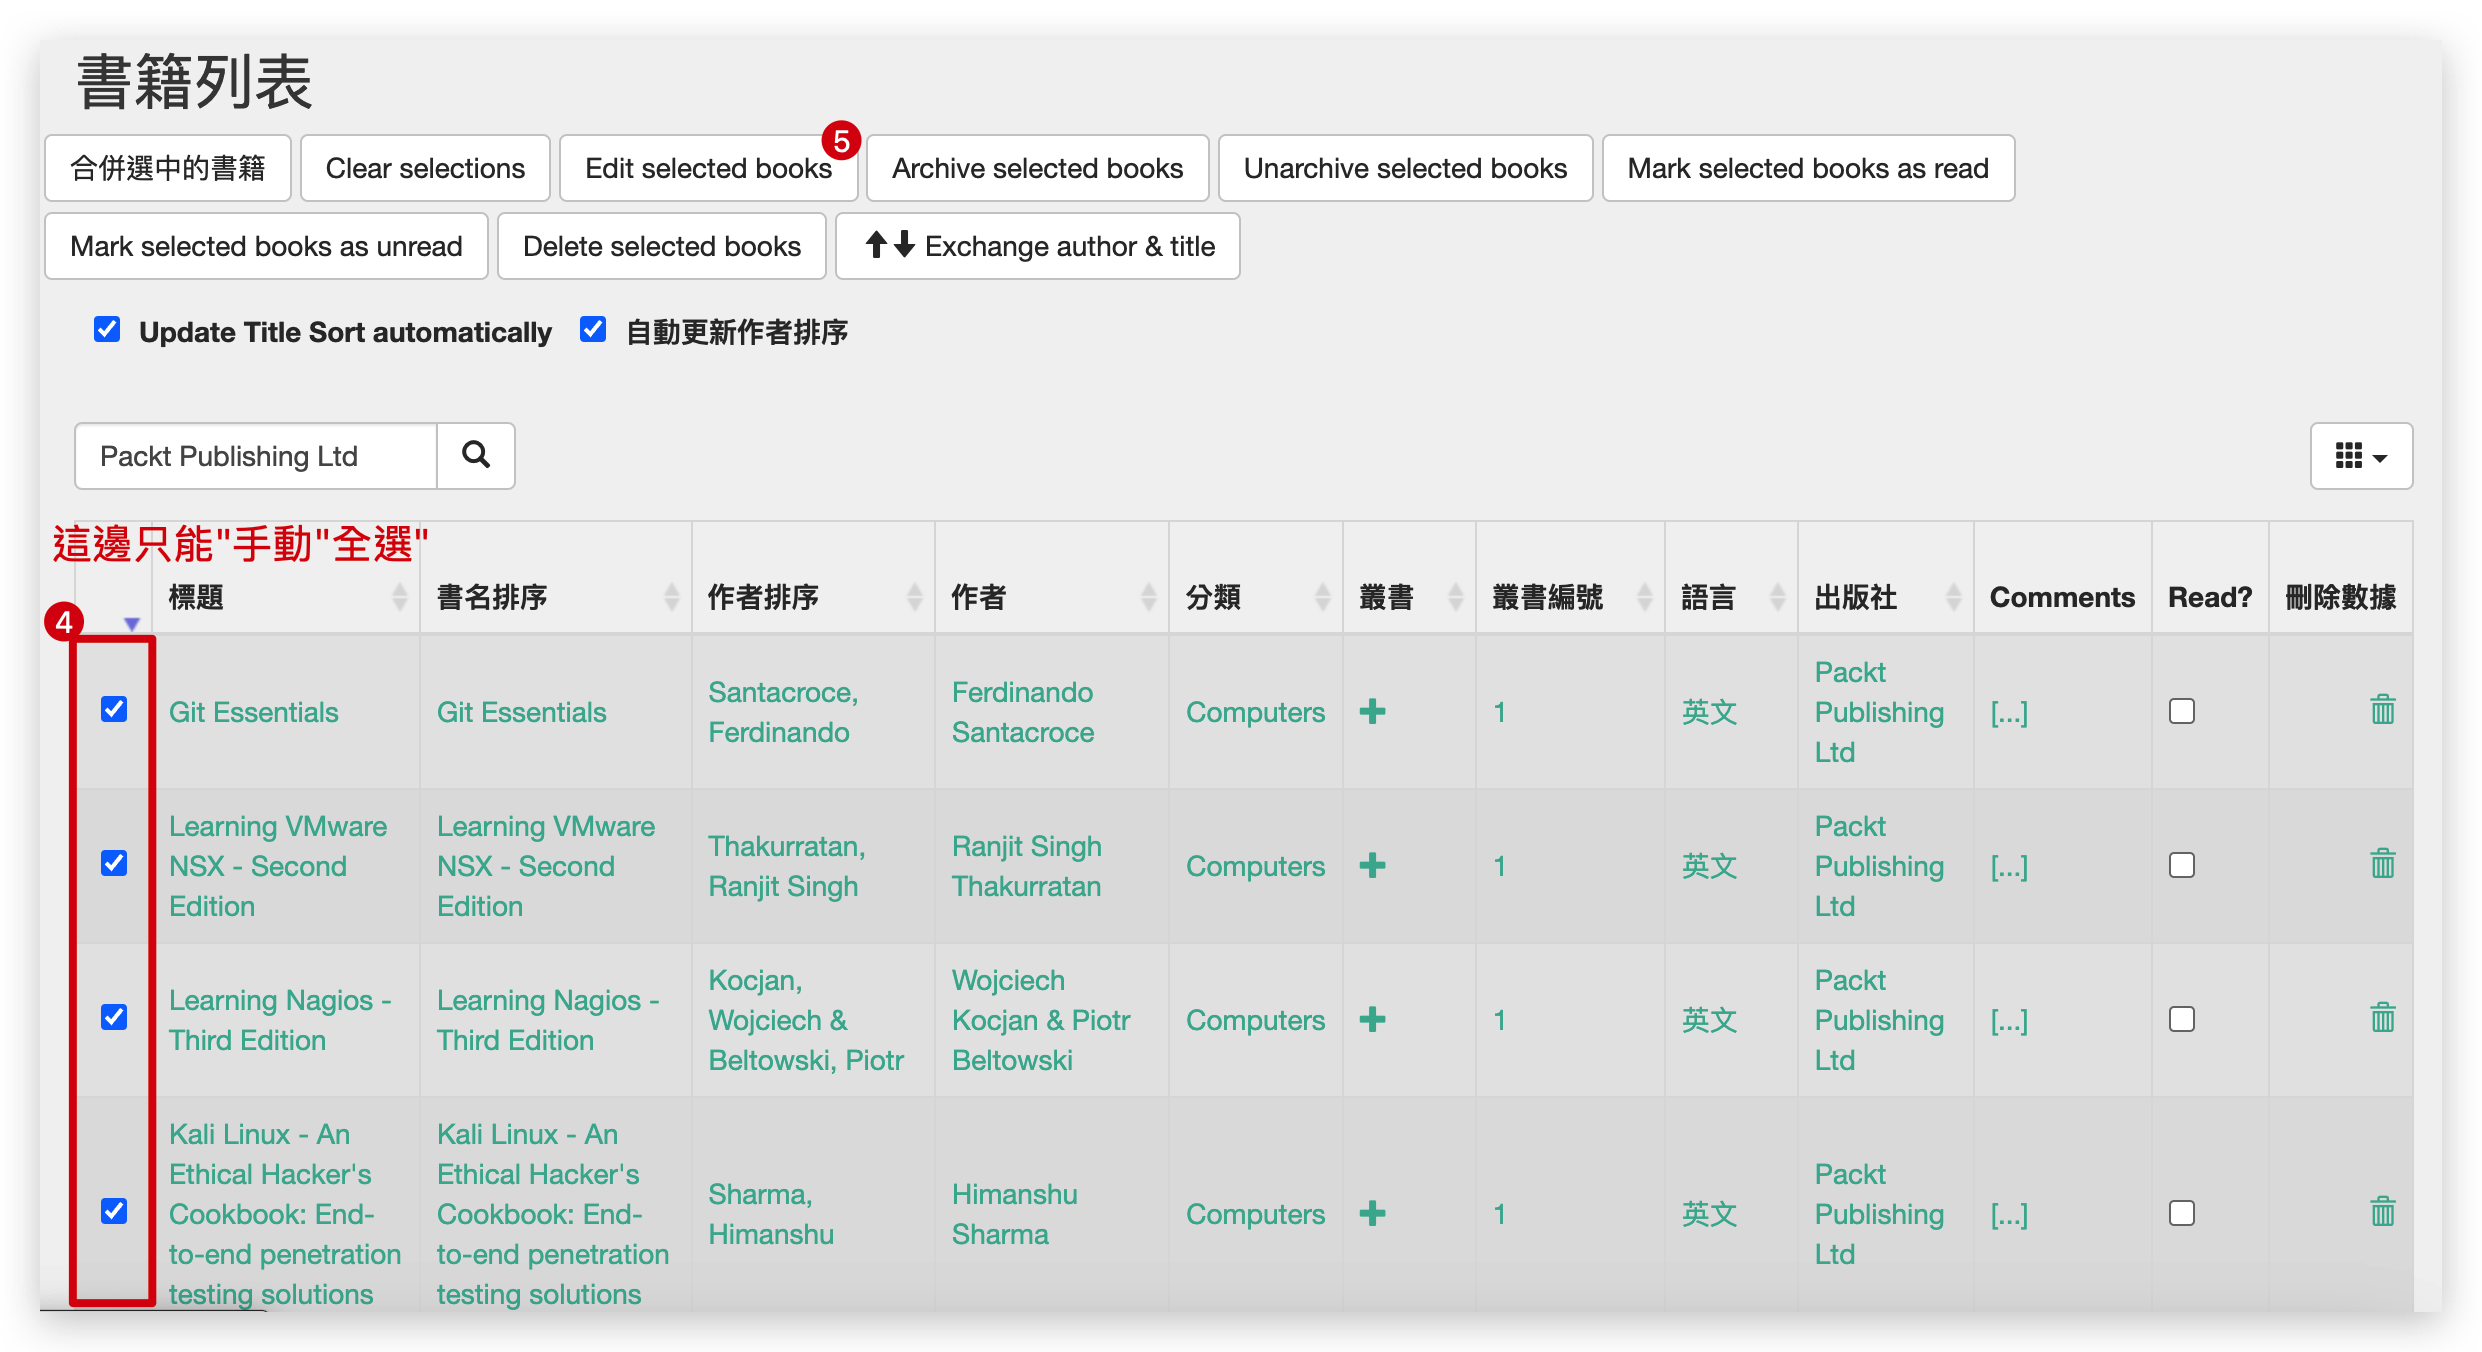 書籍列表
合併選中的書籍 Clear selections Edit selected books 5 Archive selected books Unarchive selected books Mark selected books as read
Mark selected books as unread Delete selected books Exchange author & title
Update Title Sort automatically 自動更新作者排序
Packt Publishing Ltd
這邊只能"手動"全選"
標題 書名排序 作者排序 作者 分類 叢書 叢書編號 語言 出版社 Comments Read? 刪除數據
4
Git Essentials
Git Essentials
Santacroce,
Ferdinando
Ferdinando
Santacroce
Computers
1
英文
Packt
Publishing
Ltd
[...]
Learning VMware
NSX - Second
Edition
Learning VMware
NSX - Second
Edition
Thakurratan,
Ranjit Singh
Ranjit Singh
Thakurratan
Computers
1
英文
Packt
Publishing
Ltd
[...]
Learning Nagios -
Third Edition
Learning Nagios -
Third Edition
Kocjan,
Wojciech &
Beltowski, Piotr
Wojciech
Kocjan & Piotr
Beltowski
Computers
1
英文
Packt
Publishing
Ltd
[...]
Kali Linux - An
Ethical Hacker's
Cookbook: End-
to-end penetration
testing solutions
Kali Linux - An
Ethical Hacker's
Cookbook: End-
to-end penetration
testing solutions
Sharma,
Himanshu
Himanshu
Sharma
Computers
1
英文
Packt
Publishing
Ltd
[...]